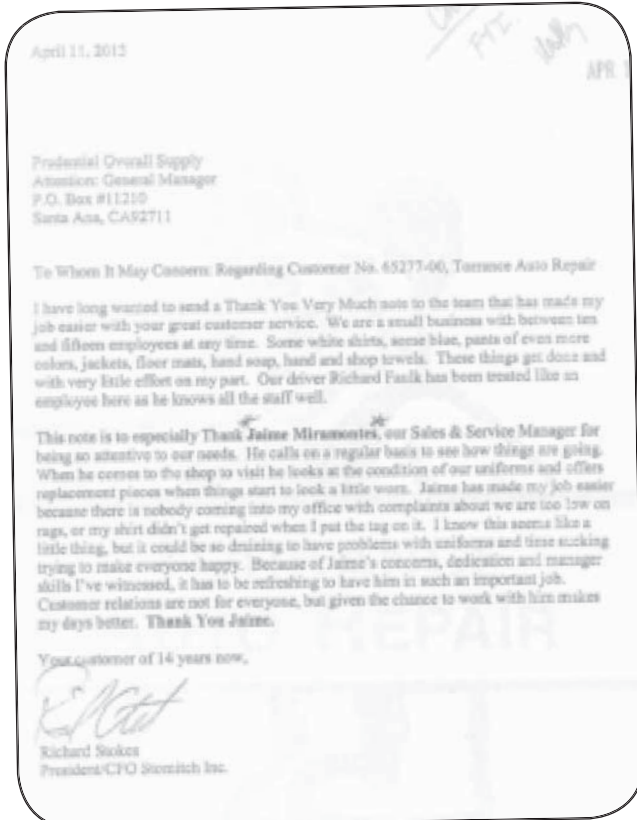 FYI.
APR 1
April 11, 2012
Prudential Overall Supply
Attention: General Manager
P.O. Box #11210
Santa Ana, CA92711
To Whom It May Concern: Regarding Customer No. 65277-00, Torrance Auto Repair
I have long wanted to send a Thank You Very Much note to the team that has made my
job easier with your great customer service. We are a small business with between ten
and fifteen employees at any time. Some white shirts, some blue, pants of even more
colors, jackets, floor mats, hand soap, hand and shop towels. These things get done and
with very little effort on my part. Our driver Richard Faulk has been treated like an
employee here as he knows all the staff well.
This note is to especially Thank Jaime Miramontes, our Sales & Service Manager for
being so attentive to our needs. He calls on a regular basis to see how things are going.
When he comes to the shop to visit he looks at the condition of our uniforms and offers
replacement pieces when things start to look a little worn. Jaime has made my job easier
because there is nobody coming into my office with complaints about we are too low on
rags, or my shirt didn't get repaired when I put the tag on it. I know this seems like a
little thing, but it could be so draining to have problems with uniforms and time sucking
trying to make everyone happy. Because of Jaime's concerns, dedication and manager
skills I've witnessed, it has to be refreshing to have him in such an important job.
Customer relations are not for everyone, but given the chance to work with him makes
my days better. Thank You Jaime.
REPAIR
Your customer of 14 years now,
Richard Stokes
President/CFO Inc.